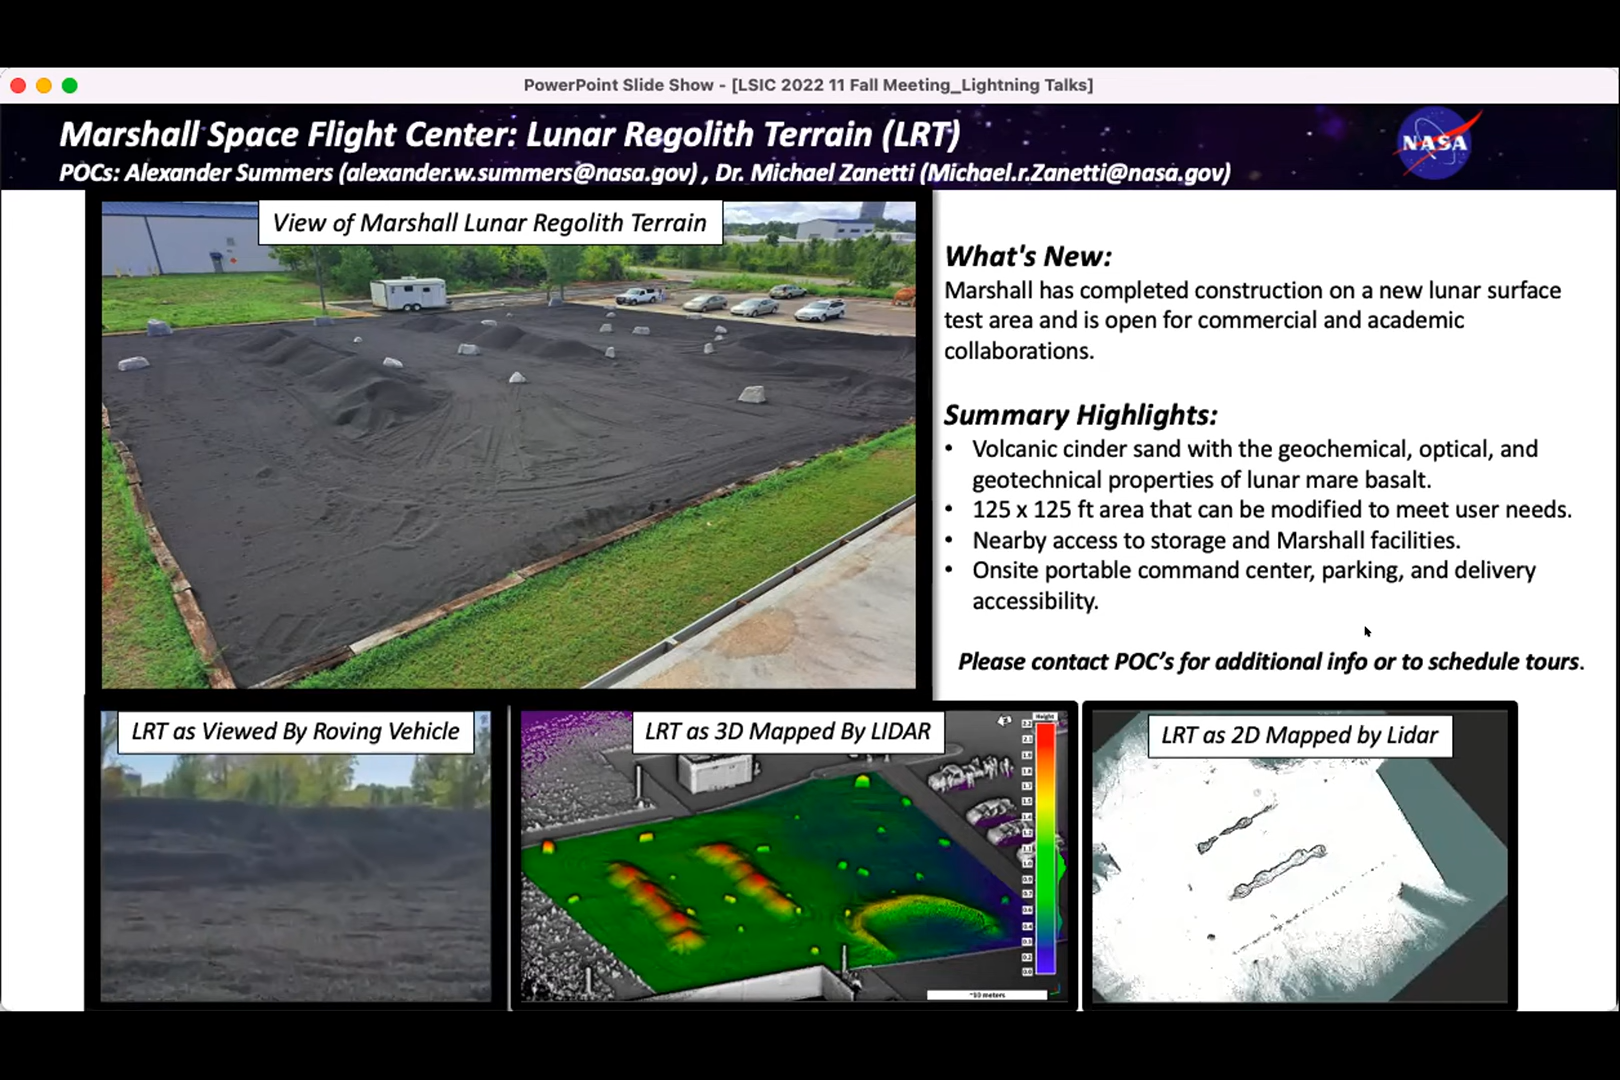 PowerPoint Slide Show - [LSIC 2022 11 Fall Meeting_Lightning Talks]
Marshall Space Flight Center: Lunar Regolith Terrain (LRT)
POCs: Alexander Summers (alexander.w.summers@nasa.gov) , Dr. Michael Zanetti (Michael.r.Zanetti@nasa.gov)
NASA
View of Marshall Lunar Regolith Terrain
What's New:
Marshall has completed construction on a new lunar surface
test area and is open for commercial and academic
collaborations.
Summary Highlights:
• Volcanic cinder sand with the geochemical, optical, and
geotechnical properties of lunar mare basalt.
• 125 x 125 ft area that can be modified to meet user needs.
• Nearby access to storage and Marshall facilities.
• Onsite portable command center, parking, and delivery
accessibility.
Please contact POC’s for additional info or to schedule tours.
LRT as Viewed By Roving Vehicle
LRT as 3D Mapped By LIDAR
Height
~10 meters
LRT as 2D Mapped by Lidar